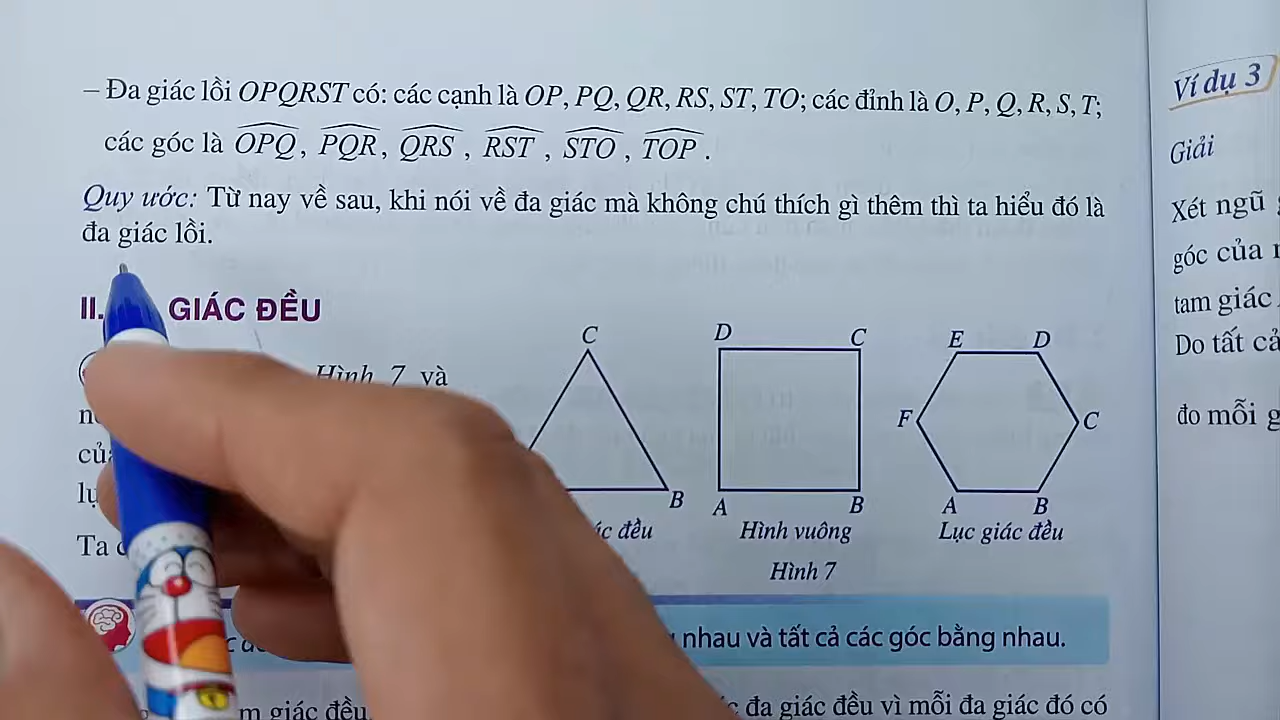 – Đa giác lồi OPQRST có: các cạnh là OP, PQ, QR, RS, ST, TO; các đỉnh là O, P, Q, R, S, T;
các góc là OPQ, PQR, QRS, RST, STO, TOP.
Quy ước: Từ nay về sau, khi nói về đa giác mà không chú thích gì thêm thì ta hiểu đó là
đa giác lồi.
II. GIÁC ĐỀU
Hình 7 và
Ta
C
B
đều
D C
A B
Hình vuông
E D
F C
A B
Lục giác đều
Hình 7
nhau và tất cả các góc bằng nhau.
giác đều
đa giác đều vì mỗi đa giác đó có
Ví dụ 3
Giải
Xét ngũ
góc của
tam giác
Do tất cả
đo mỗi